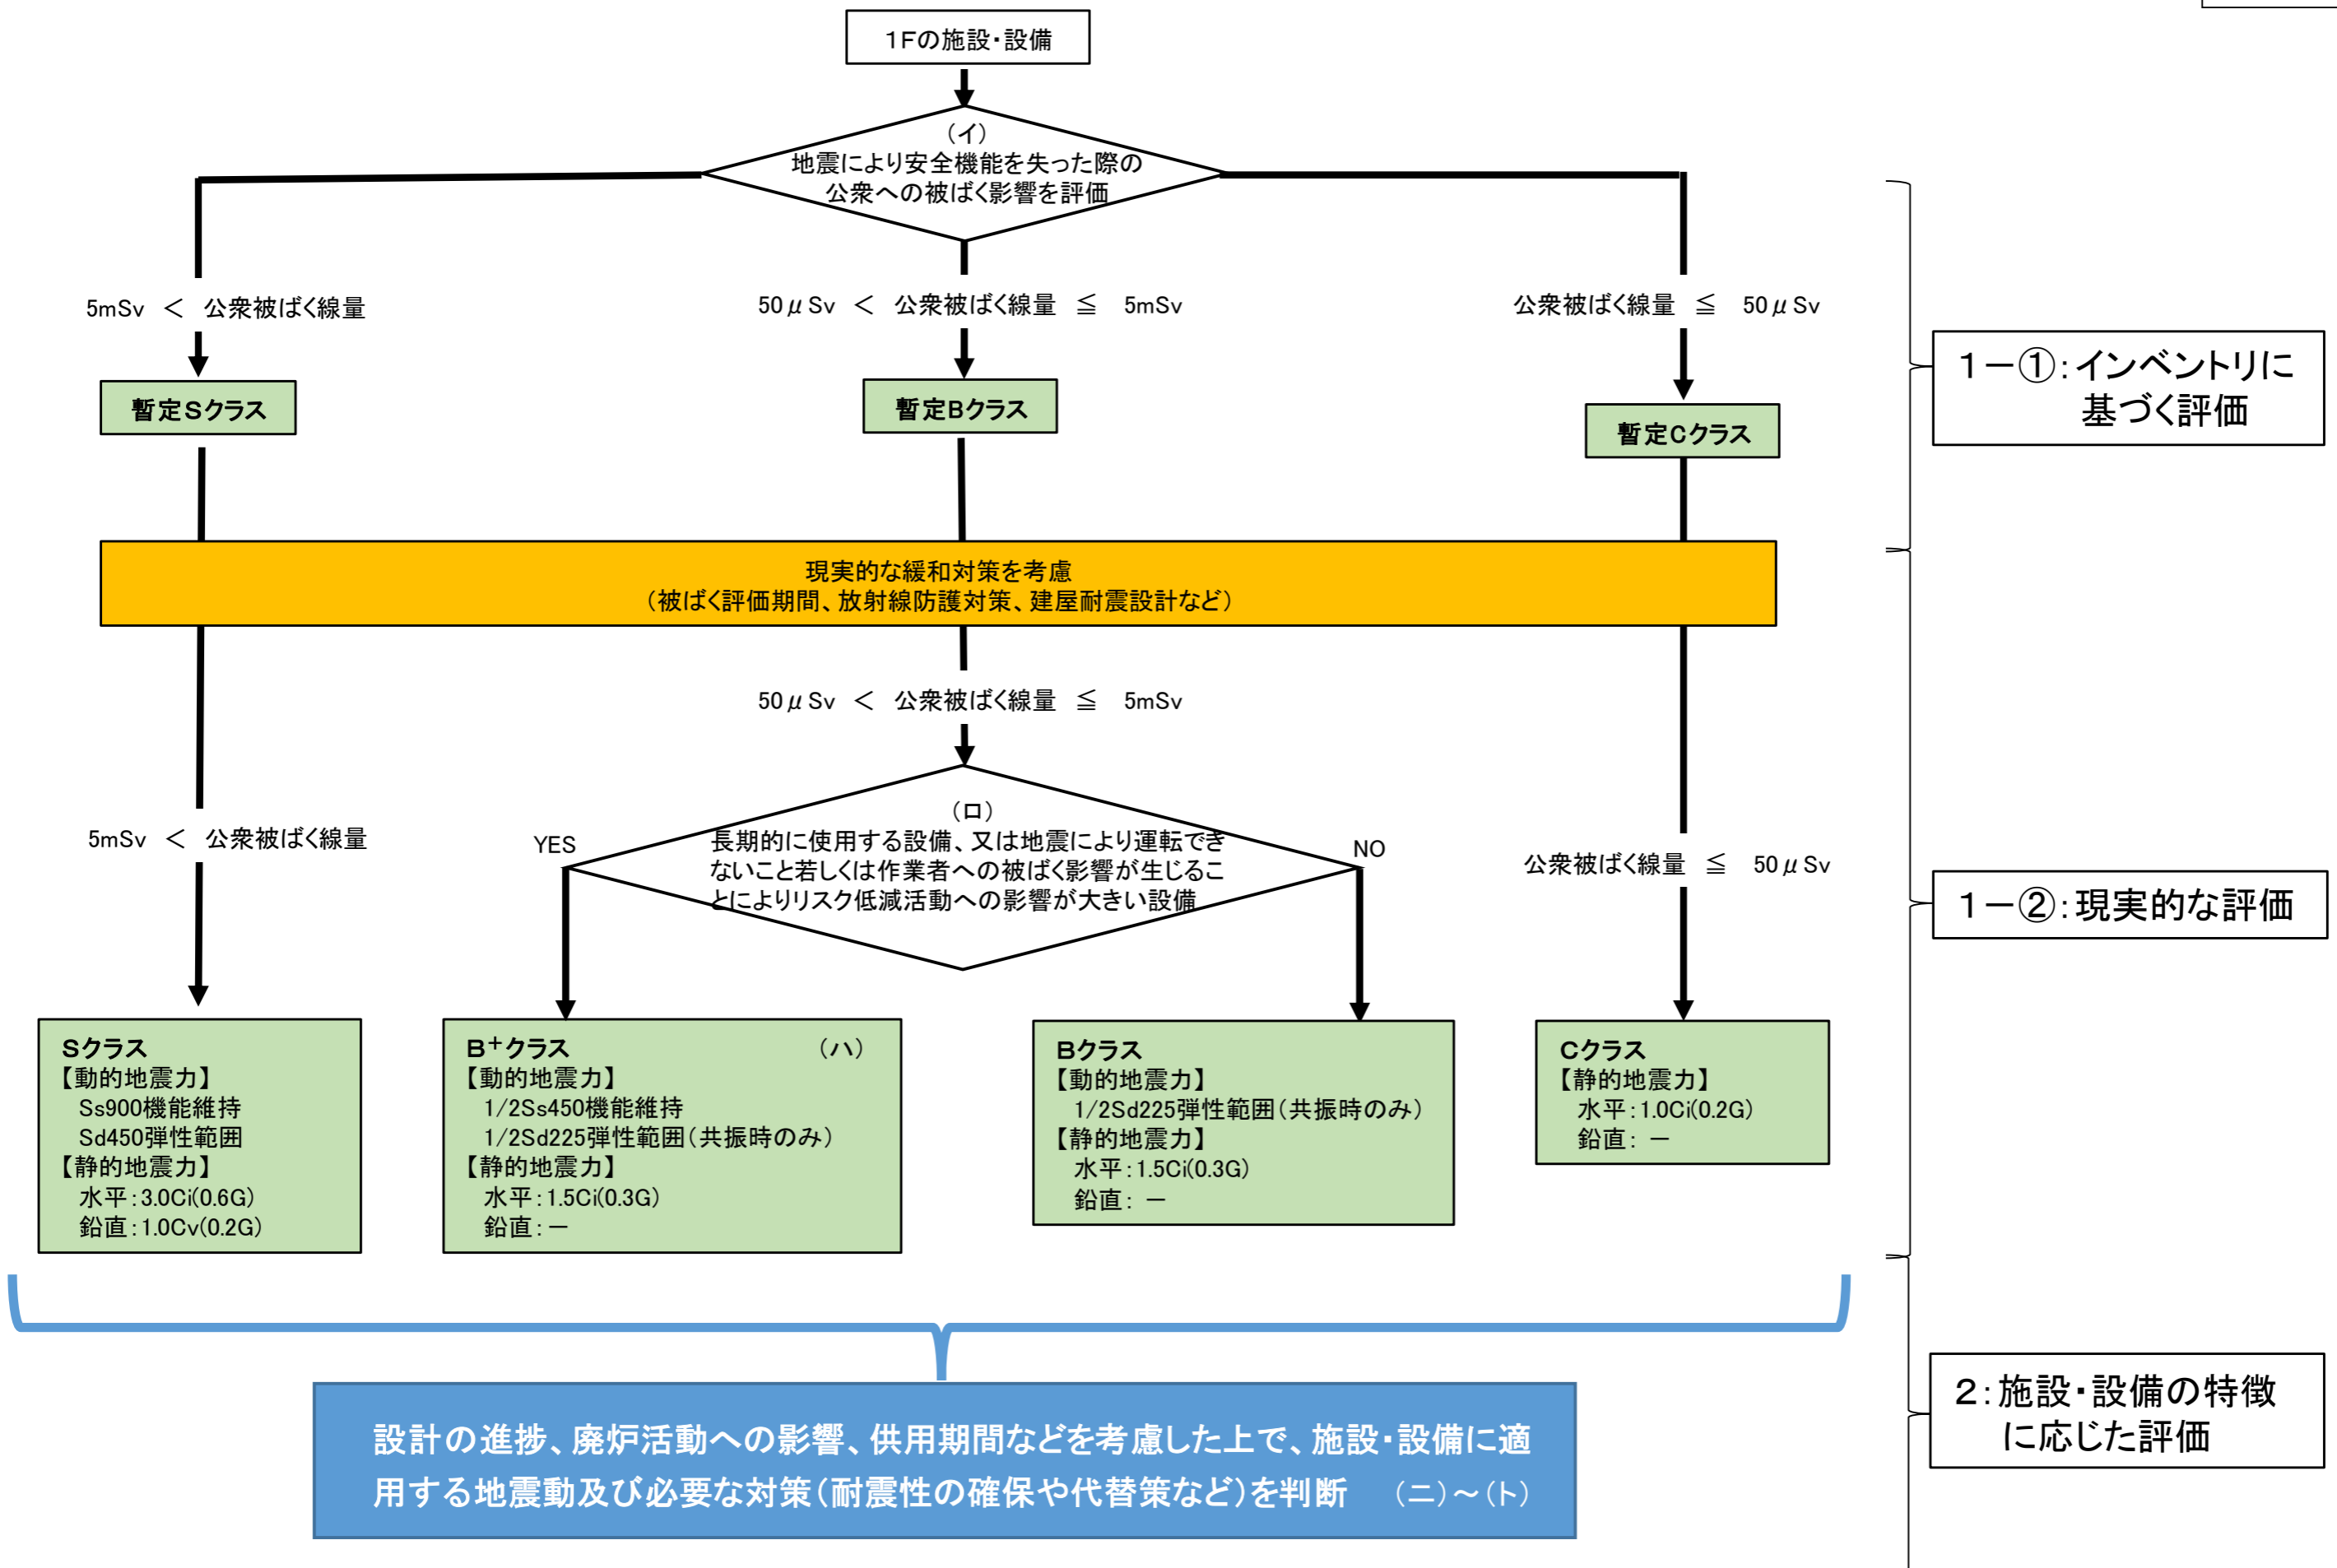 1Fの施設・設備
(イ)
地震により安全機能を失った際の
公衆への被ばく影響を評価
5mSv ＜ 公衆被ばく線量
50μSv ＜ 公衆被ばく線量 ≦ 5mSv
公衆被ばく線量 ≦ 50μSv
暫定Sクラス
暫定Bクラス
暫定Cクラス
1－①：インベントリに
基づく評価
現実的な緩和対策を考慮
（被ばく評価期間、放射線防護対策、建屋耐震設計など）
50μSv ＜ 公衆被ばく線量 ≦ 5mSv
5mSv ＜ 公衆被ばく線量
YES
(ロ)
長期的に使用する設備、又は地震により運転でき
ないこと若しくは作業者への被ばく影響が生じるこ
とによりリスク低減活動への影響が大きい設備
NO
公衆被ばく線量 ≦ 50μSv
1－②：現実的な評価
Sクラス
【動的地震力】
Ss900機能維持
Sd450弾性範囲
【静的地震力】
水平：3.0Ci(0.6G)
鉛直：1.0Cv(0.2G)
B⁺クラス (ハ)
【動的地震力】
1/2Ss450機能維持
1/2Sd225弾性範囲（共振時のみ）
【静的地震力】
水平：1.5Ci(0.3G)
鉛直：－
Bクラス
【動的地震力】
1/2Sd225弾性範囲（共振時のみ）
【静的地震力】
水平：1.5Ci(0.3G)
鉛直：－
Cクラス
【静的地震力】
水平：1.0Ci(0.2G)
鉛直：－
2：施設・設備の特徴
に応じた評価
設計の進捗、廃炉活動への影響、供用期間などを考慮した上で、施設・設備に適
用する地震動及び必要な対策（耐震性の確保や代替策など）を判断 (ニ)～(ト)